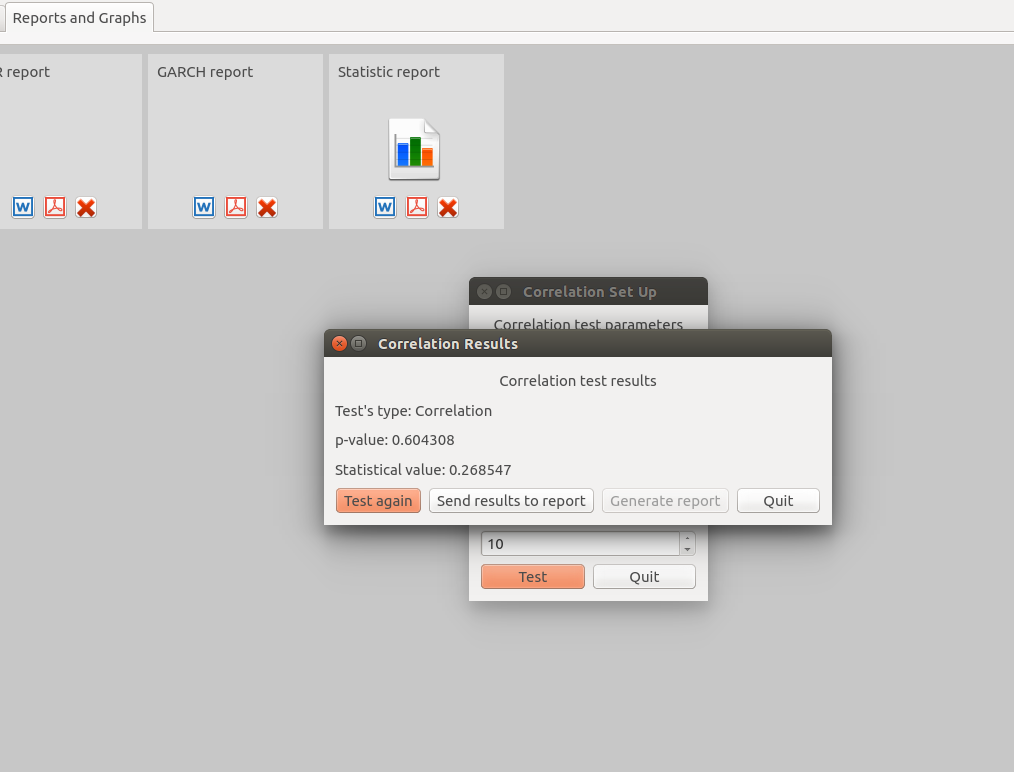 Reports and Graphs
R report
GARCH report
Statistic report
W
W
W
Correlation Set Up
Correlation test parameters
Correlation Results
Correlation test results
Test's type: Correlation
p-value: 0.604308
Statistical value: 0.268547
Test again
Send results to report
Generate report
Quit
10
Test
Quit